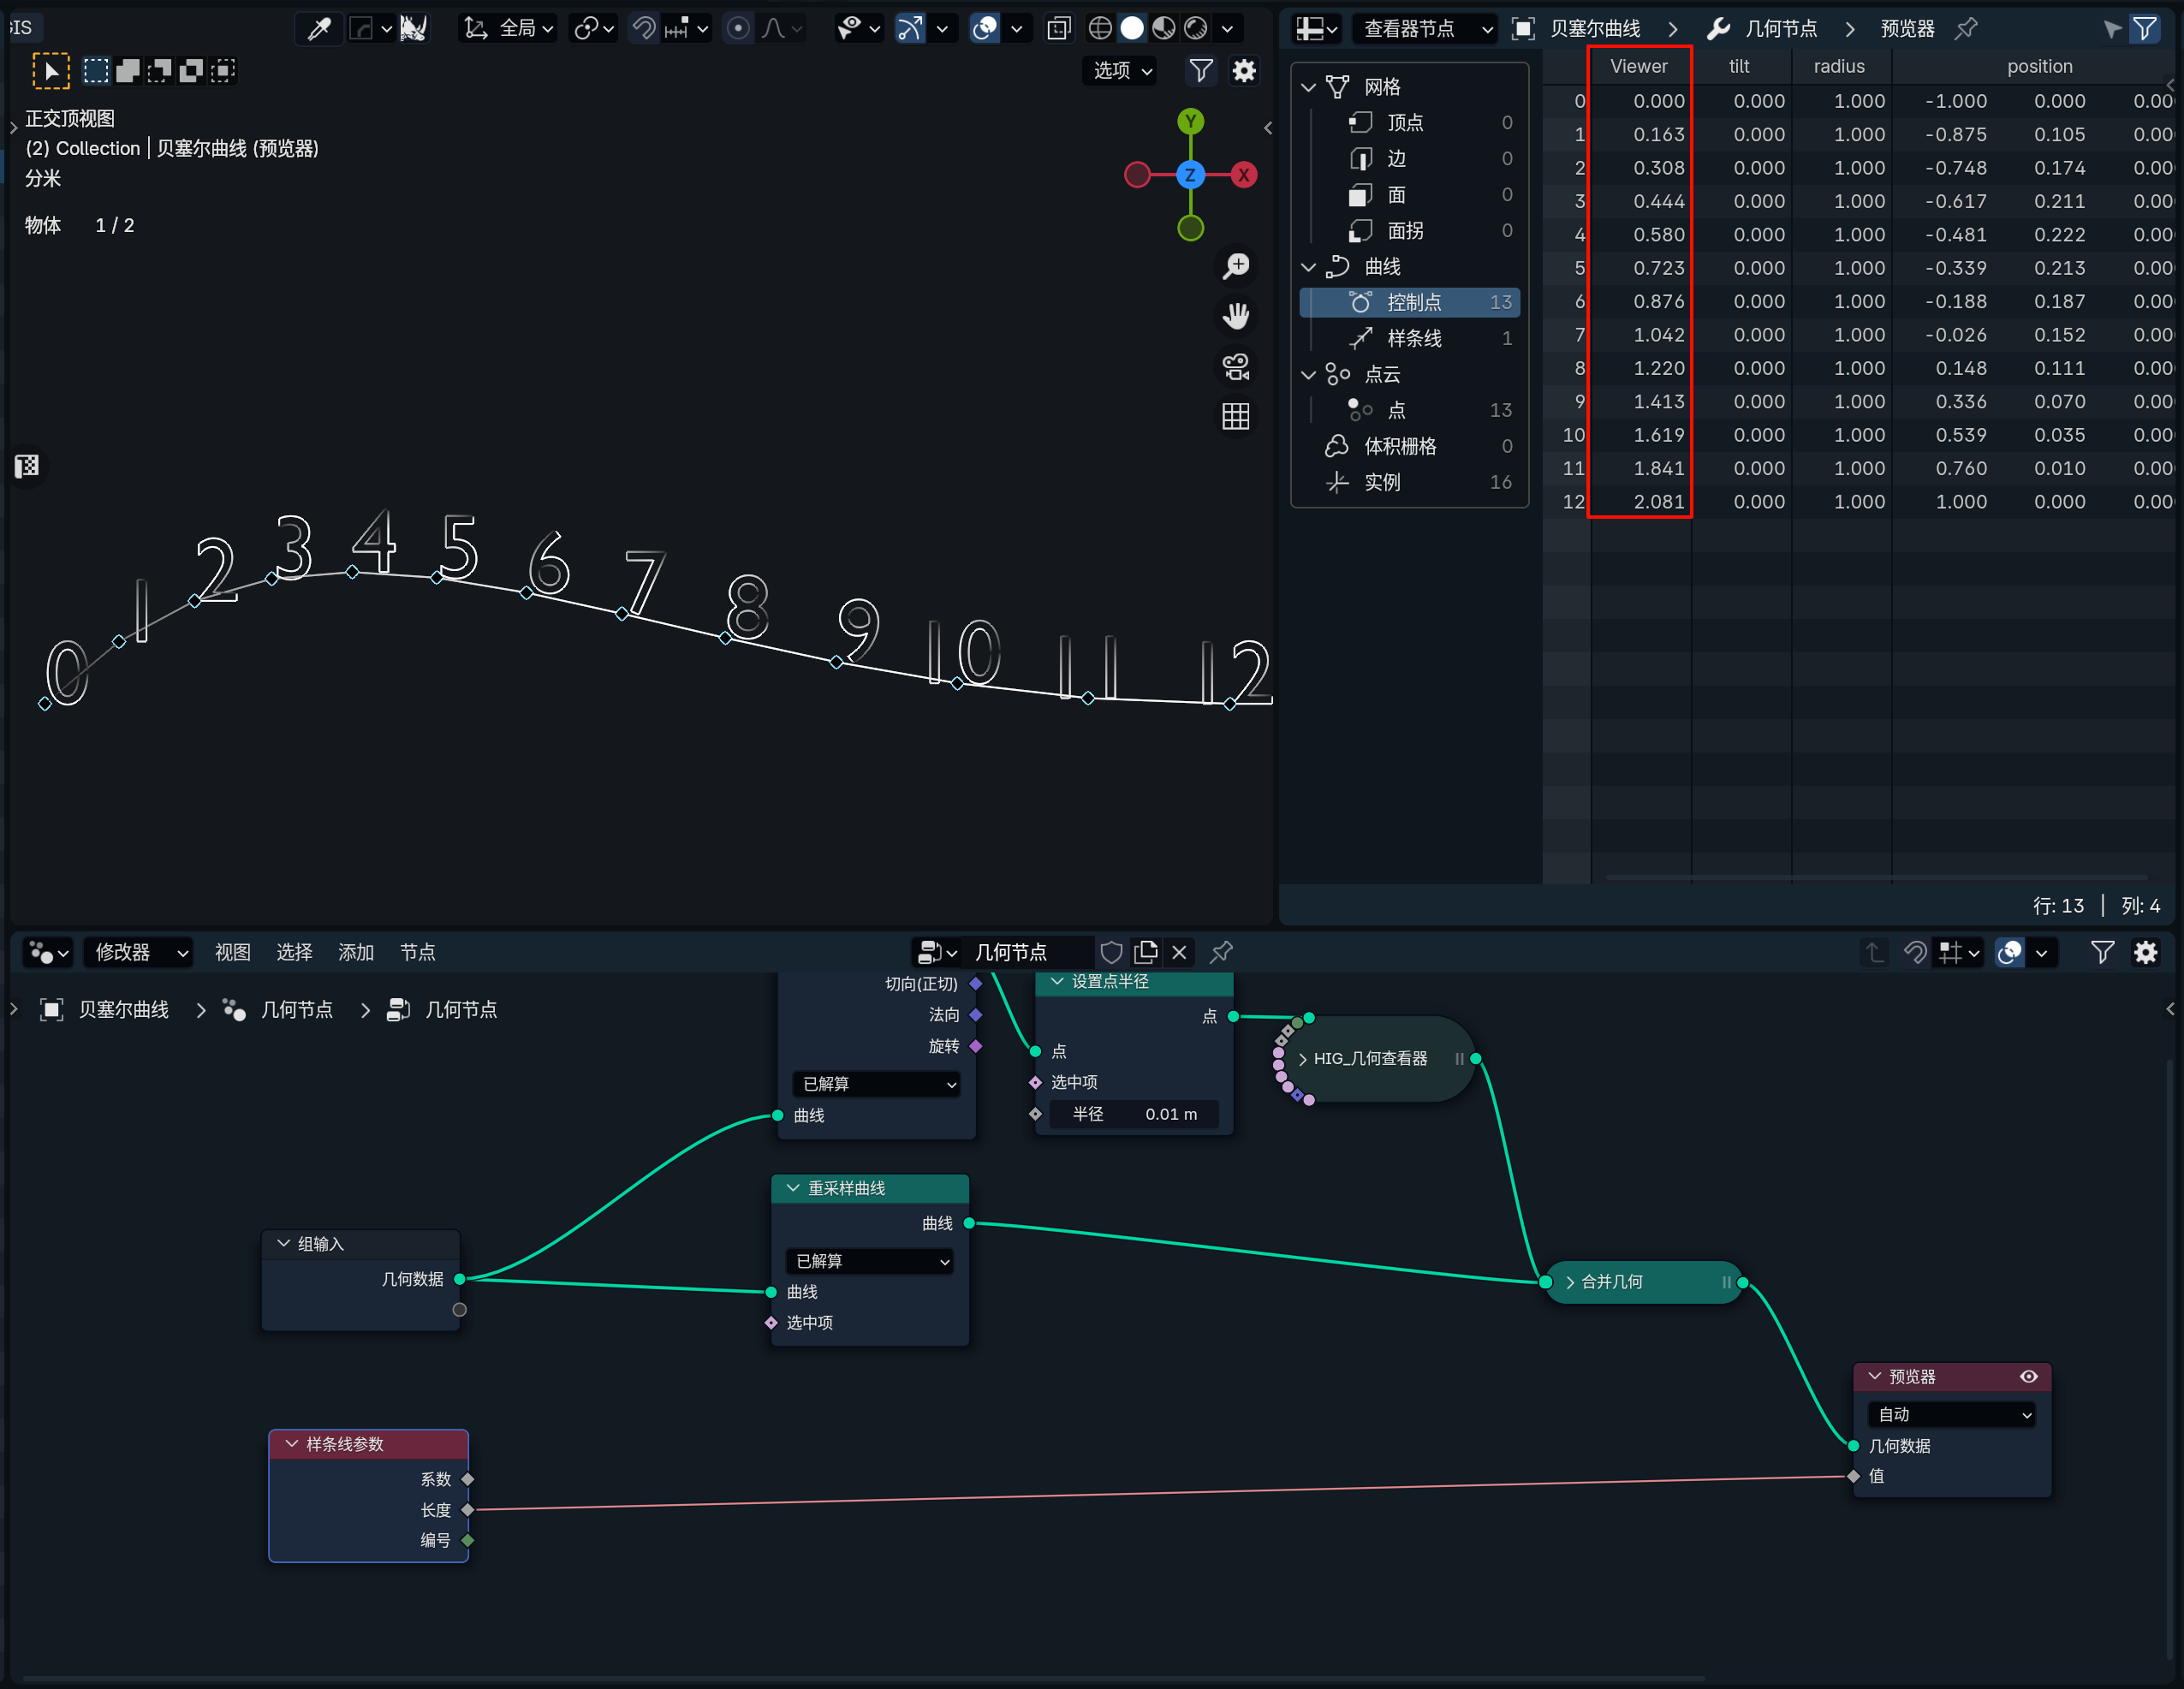 GIS
全局
选项
正交顶视图
(2) Collection | 贝塞尔曲线 (预览器)
分米
物体 1 / 2
Y
Z
X
0
1
2
3
4
5
6
7
8
9
10
11
12
查看器节点
贝塞尔曲线
几何节点
预览器
网格
顶点 0
边 0
面 0
面拐 0
曲线
控制点 13
样条线 1
点云
点 13
体积栅格 0
实例 16
Viewer tilt radius position
0 0.000 0.000 1.000 -1.000 0.000 0.00
1 0.163 0.000 1.000 -0.875 0.105 0.00
2 0.308 0.000 1.000 -0.748 0.174 0.00
3 0.444 0.000 1.000 -0.617 0.211 0.00
4 0.580 0.000 1.000 -0.481 0.222 0.00
5 0.723 0.000 1.000 -0.339 0.213 0.00
6 0.876 0.000 1.000 -0.188 0.187 0.00
7 1.042 0.000 1.000 -0.026 0.152 0.00
8 1.220 0.000 1.000 0.148 0.111 0.00
9 1.413 0.000 1.000 0.336 0.070 0.00
10 1.619 0.000 1.000 0.539 0.035 0.00
11 1.841 0.000 1.000 0.760 0.010 0.00
12 2.081 0.000 1.000 1.000 0.000 0.00
行: 13 | 列: 4
修改器 视图 选择 添加 节点
几何节点
贝塞尔曲线 几何节点 几何节点
切向(正切)
法向
旋转
已解算
曲线
设置点半径
点
点
选中项
半径 0.01 m
HIG_几何查看器
重采样曲线
曲线
已解算
曲线
选中项
组输入
几何数据
合并几何
预览器
自动
几何数据
值
样条线参数
系数
长度
编号